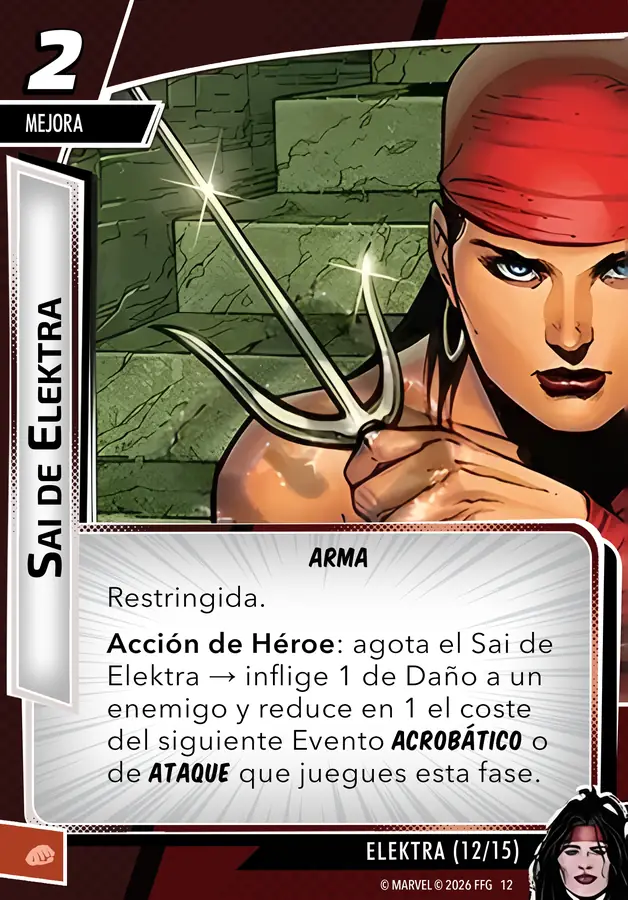 2
MEJORA
SAI DE ELEKTRA
ARMA
Restringida.
Acción de Héroe: agota el Sai de
Elektra → inflige 1 de Daño a un
enemigo y reduce en 1 el coste
del siguiente Evento ACROBÁTICO o
de ATAQUE que juegues esta fase.
ELEKTRA (12/15)
© MARVEL © 2026 FFG 12